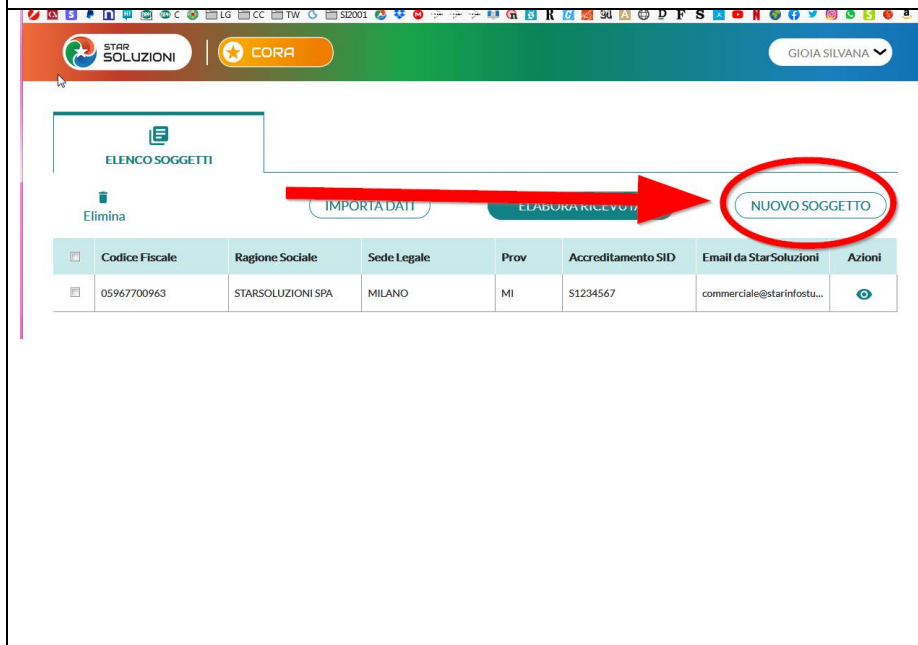 C LG CC TW SI2001
STAR
SOLUZIONI
CORA
GIOIA SILVANA
ELENCO SOGGETTI
Elimina
IMPORTA DATI
NUOVO SOGGETTO
Codice Fiscale Ragione Sociale Sede Legale Prov Accreditamento SID Email da StarSoluzioni Azioni
05967700963 STARSOLUZIONI SPA MILANO MI S1234567 commerciale@starinfostu...